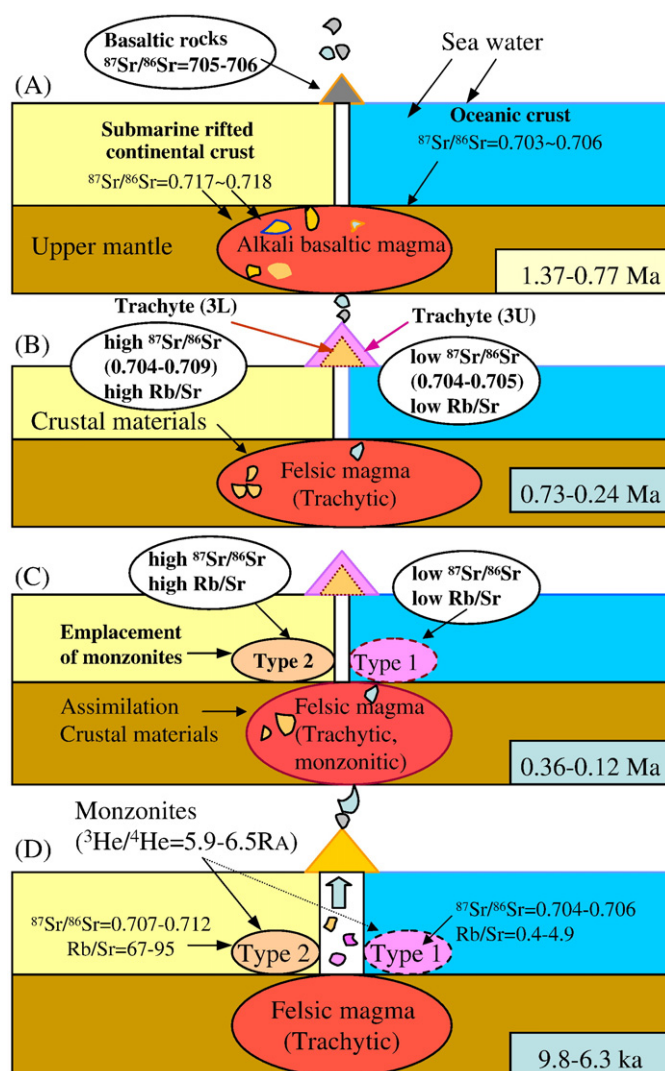 Basaltic rocks
⁸⁷Sr/⁸⁶Sr=705-706
Sea water
(A)
Oceanic crust
⁸⁷Sr/⁸⁶Sr=0.703~0.706
Submarine rifted
continental crust
⁸⁷Sr/⁸⁶Sr=0.717~0.718
Upper mantle
Alkali basaltic magma
1.37-0.77 Ma
Trachyte (3L)
Trachyte (3U)
(B)
high ⁸⁷Sr/⁸⁶Sr
(0.704-0.709)
high Rb/Sr
low ⁸⁷Sr/⁸⁶Sr
(0.704-0.705)
low Rb/Sr
Crustal materials
Felsic magma
(Trachytic)
0.73-0.24 Ma
(C)
high ⁸⁷Sr/⁸⁶Sr
high Rb/Sr
low ⁸⁷Sr/⁸⁶Sr
low Rb/Sr
Emplacement
of monzonites
Type 2
Type 1
Assimilation
Crustal materials
Felsic magma
(Trachytic,
monzonitic)
0.36-0.12 Ma
Monzonites
(³He/⁴He=5.9-6.5RA)
(D)
⁸⁷Sr/⁸⁶Sr=0.707-0.712
Rb/Sr=67-95
⁸⁷Sr/⁸⁶Sr=0.704-0.706
Rb/Sr=0.4-4.9
Type 2
Type 1
Felsic magma
(Trachytic)
9.8-6.3 ka